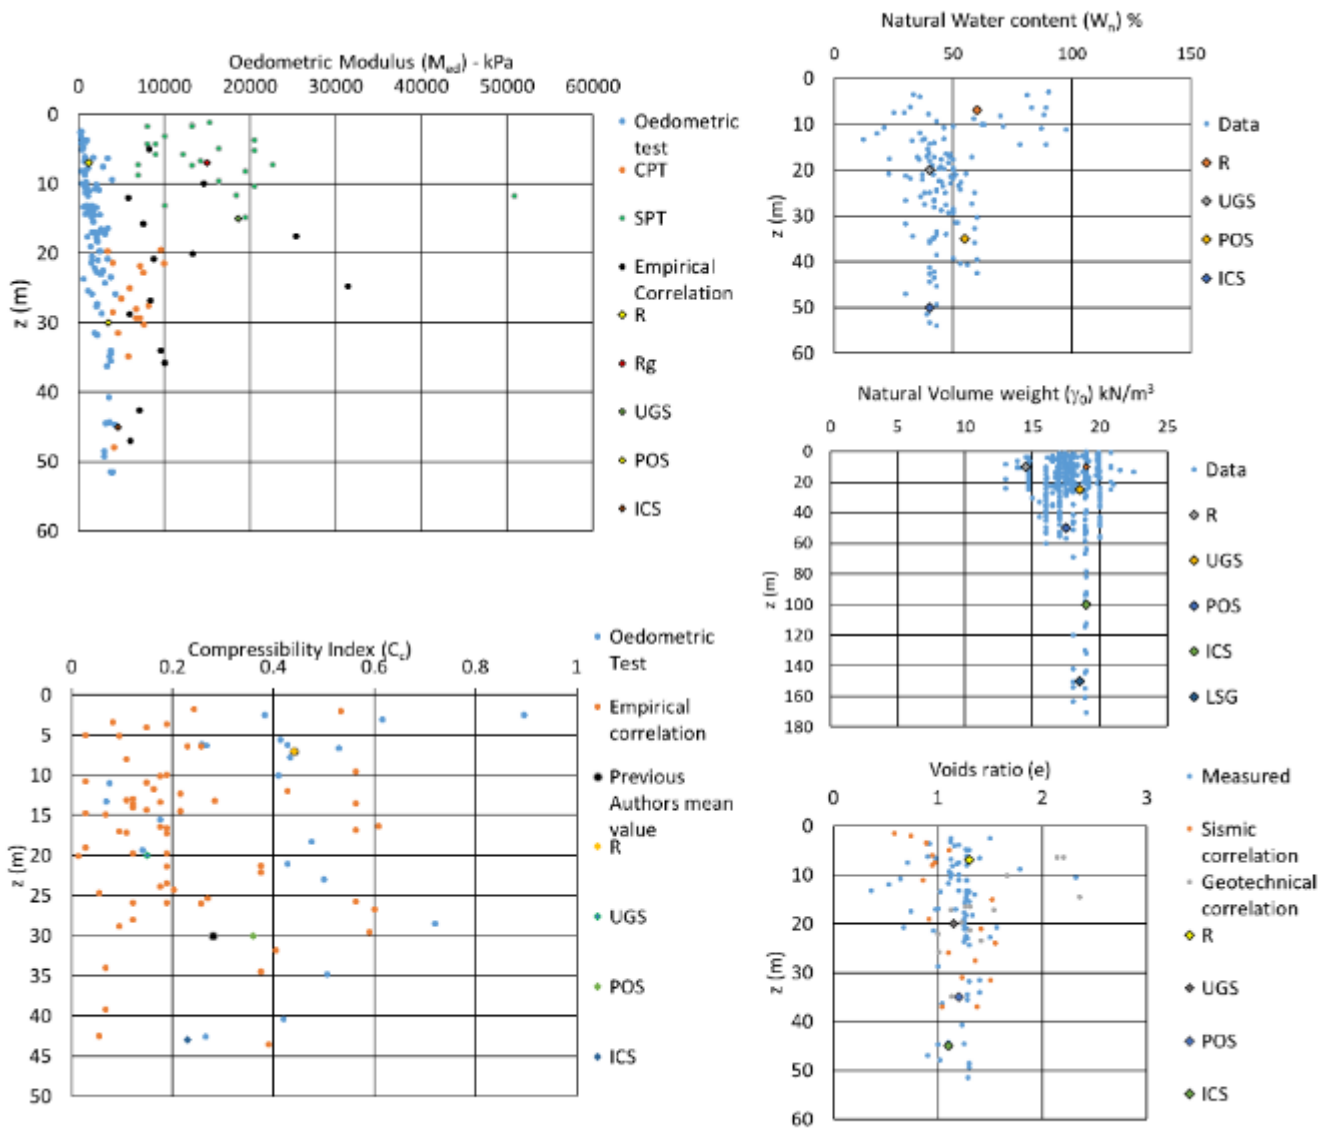 Oedometric Modulus (Med) - kPa
0 10000 20000 30000 40000 50000 60000
0
10
20
30
40
50
60
z (m)
Oedometric
test
CPT
SPT
Empirical
Correlation
R
Rg
UGS
POS
ICS
Natural Water content (Wn) %
0 50 100 150
0
10
20
30
40
50
60
z (m)
Data
R
UGS
POS
ICS
Natural Volume weight (γ0) kN/m³
0 5 10 15 20 25
0
20
40
60
80
100
120
140
160
180
z (m)
Data
R
UGS
POS
ICS
LSG
Compressibility Index (Cc)
0 0.2 0.4 0.6 0.8 1
0
5
10
15
20
25
30
35
40
45
50
z (m)
Oedometric
Test
Empirical
correlation
Previous
Authors mean
value
R
UGS
POS
ICS
Voids ratio (e)
0 1 2 3
0
10
20
30
40
50
60
z (m)
Measured
Sismic
correlation
Geotechnical
correlation
R
UGS
POS
ICS